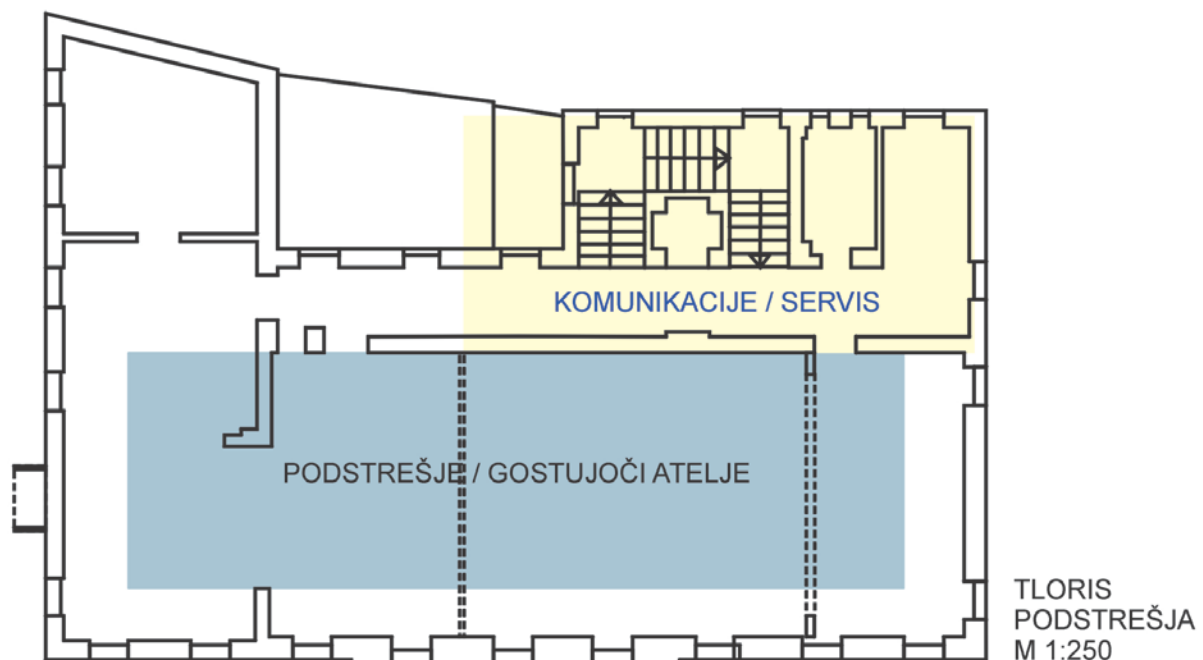 KOMUNIKACIJE / SERVIS
PODSTREŠJE / GOSTUJOČI ATELJE
TLORIS
PODSTREŠJA
M 1:250